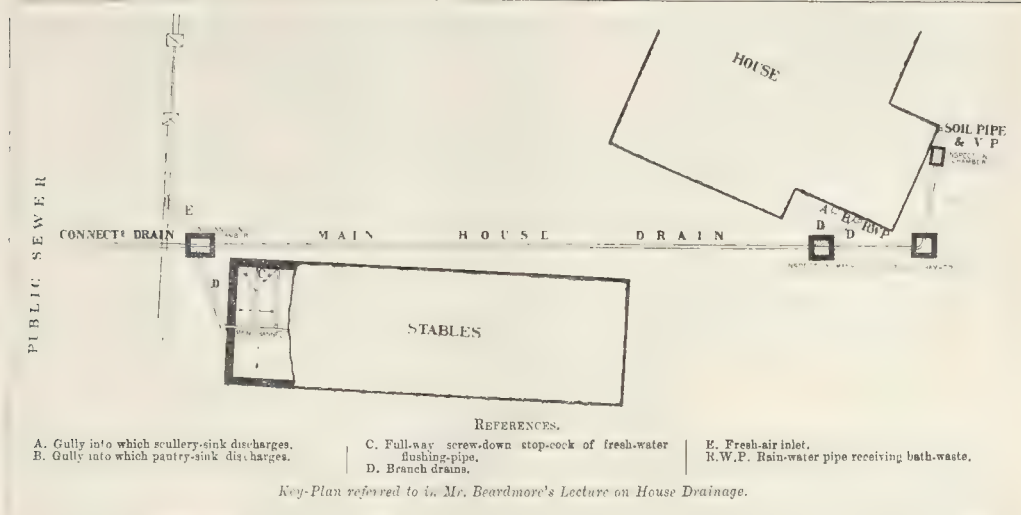 HOUSE
SOIL PIPE
& V P
CHAMBER
A B R.W.P.
D D
E
CONNECTG DRAIN
MAIN HOUSE DRAIN
PUBLIC SEWER
D
C
STABLES
REFERENCES.
A. Gully into which scullery-sink discharges.
B. Gully into which pantry-sink discharges.
C. Full-way screw-down stop-cock of fresh-water
flushing-pipe.
D. Branch drains.
E. Fresh-air inlet.
R.W.P. Rain-water pipe receiving bath-waste.
Key-Plan referred to in Mr. Beardmore's Lecture on House Drainage.